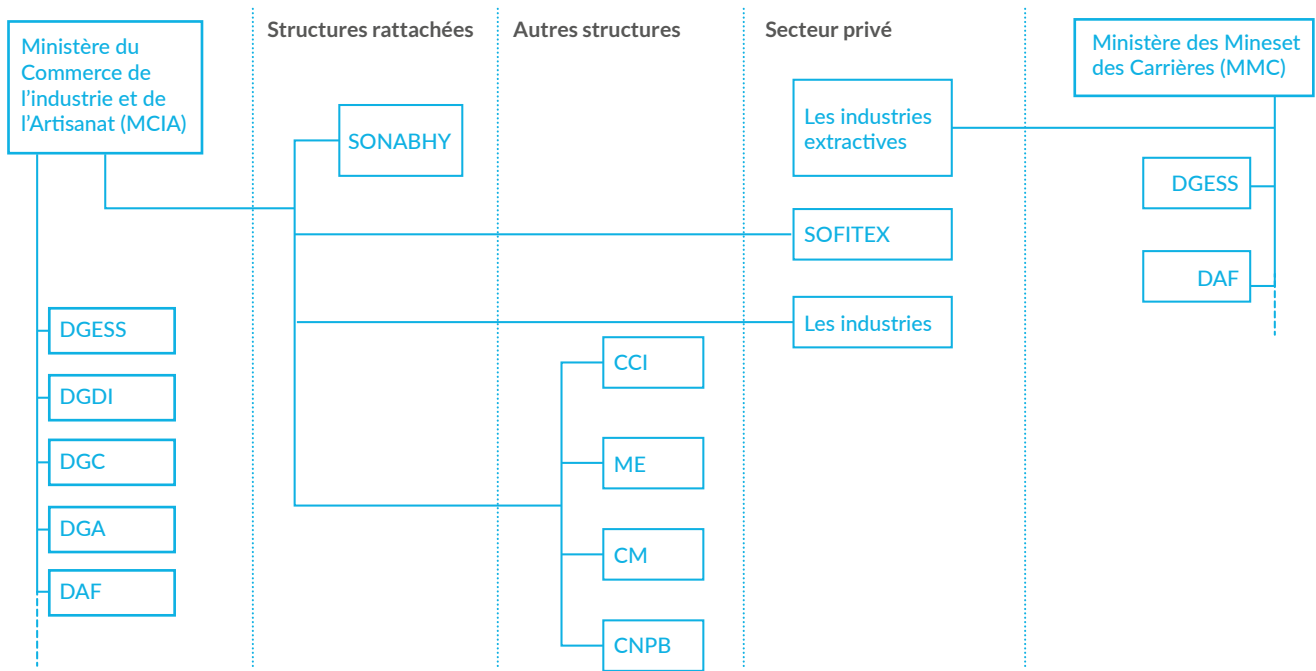 Ministère du
Commerce de
l'industrie et de
l'Artisanat (MCIA)
DGESS
DGDI
DGC
DGA
DAF
Structures rattachées
SONABHY
Autres structures
CCI
ME
CM
CNPB
Secteur privé
Les industries
extractives
SOFITEX
Les industries
Ministère des Mineset
des Carrières (MMC)
DGESS
DAF